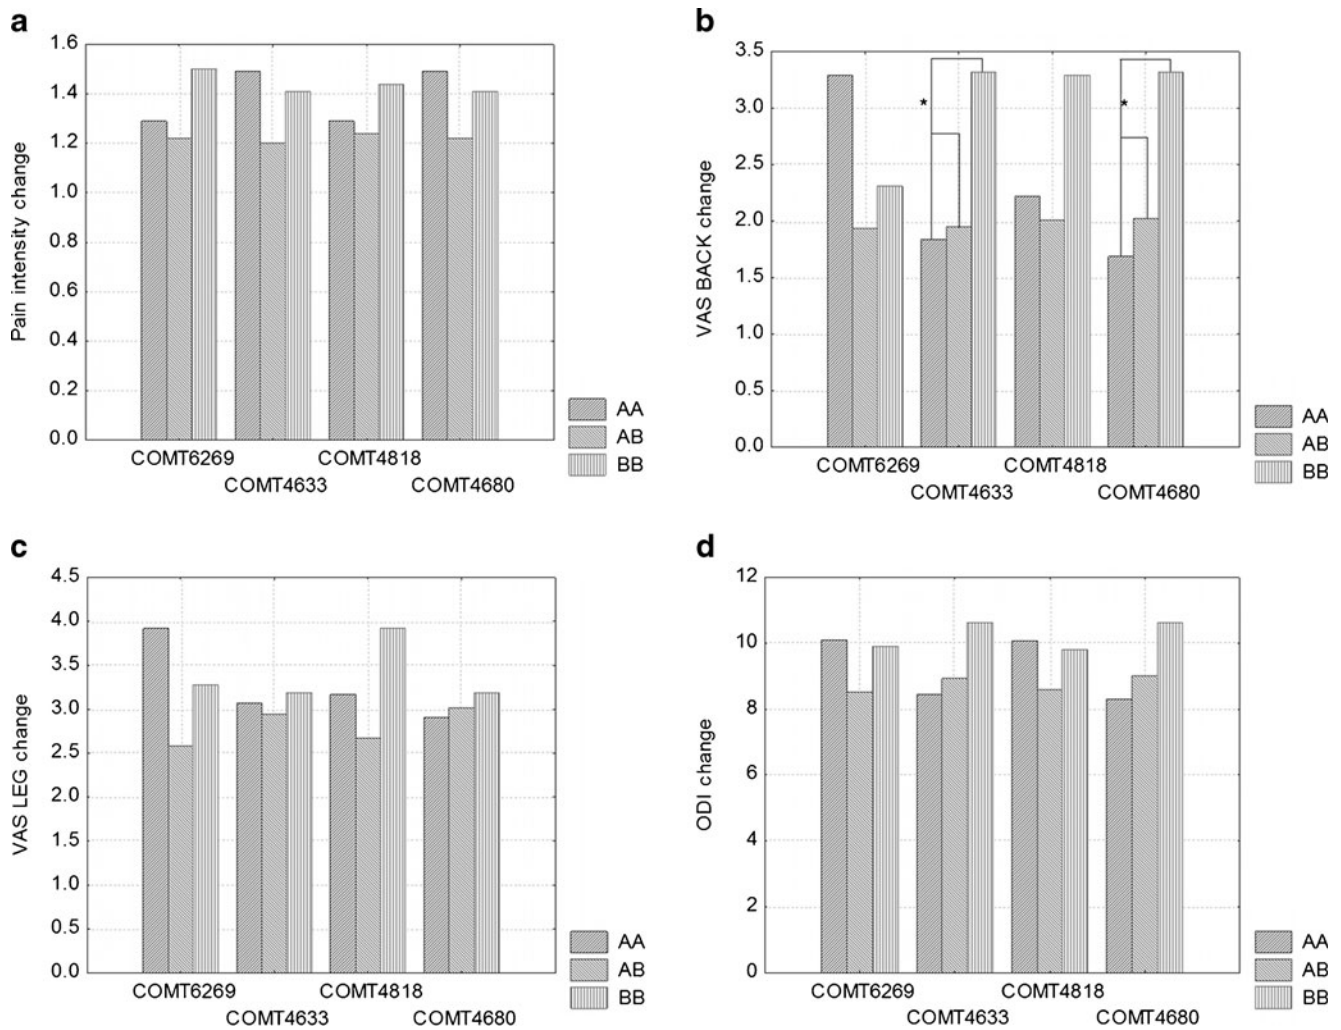 a
Pain intensity change
1.6
1.4
1.2
1.0
0.8
0.6
0.4
0.2
0.0
COMT6269
COMT4818
COMT4633
COMT4680
AA
AB
BB
b
VAS BACK change
3.5
3.0
2.5
2.0
1.5
1.0
0.5
0.0
*
*
COMT6269
COMT4818
COMT4633
COMT4680
AA
AB
BB
c
VAS LEG change
4.5
4.0
3.5
3.0
2.5
2.0
1.5
1.0
0.5
0.0
COMT6269
COMT4818
COMT4633
COMT4680
AA
AB
BB
d
ODI change
12
10
8
6
4
2
0
COMT6269
COMT4818
COMT4633
COMT4680
AA
AB
BB